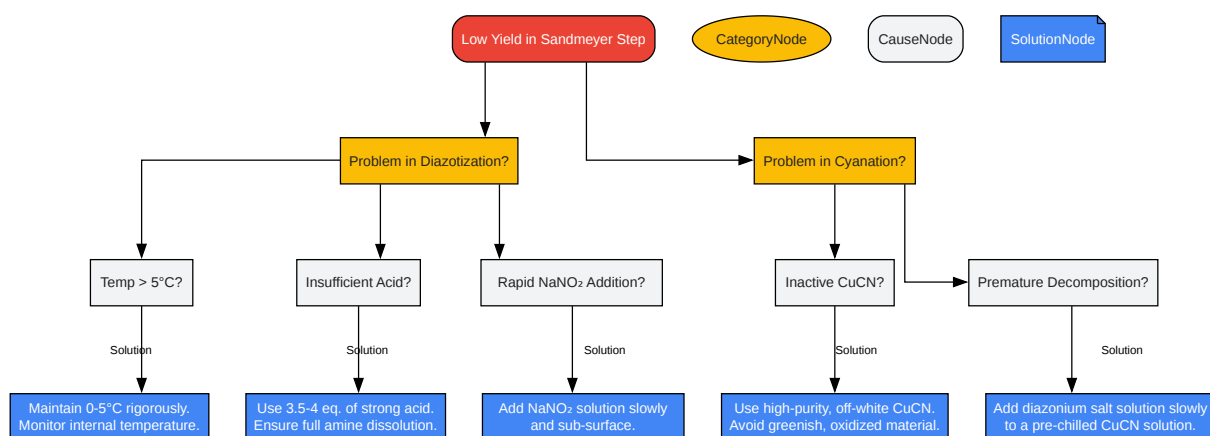 Low Yield in Sandmeyer Step
CategoryNode
CauseNode
SolutionNode
Problem in Diazotization?
Problem in Cyanation?
Temp > 5°C?
Insufficient Acid?
Rapid NaNO₂ Addition?
Inactive CuCN?
Premature Decomposition?
Solution
Solution
Solution
Solution
Solution
Maintain 0-5°C rigorously.
Monitor internal temperature.
Use 3.5-4 eq. of strong acid.
Ensure full amine dissolution.
Add NaNO₂ solution slowly
and sub-surface.
Use high-purity, off-white CuCN.
Avoid greenish, oxidized material.
Add diazonium salt solution slowly
to a pre-chilled CuCN solution.